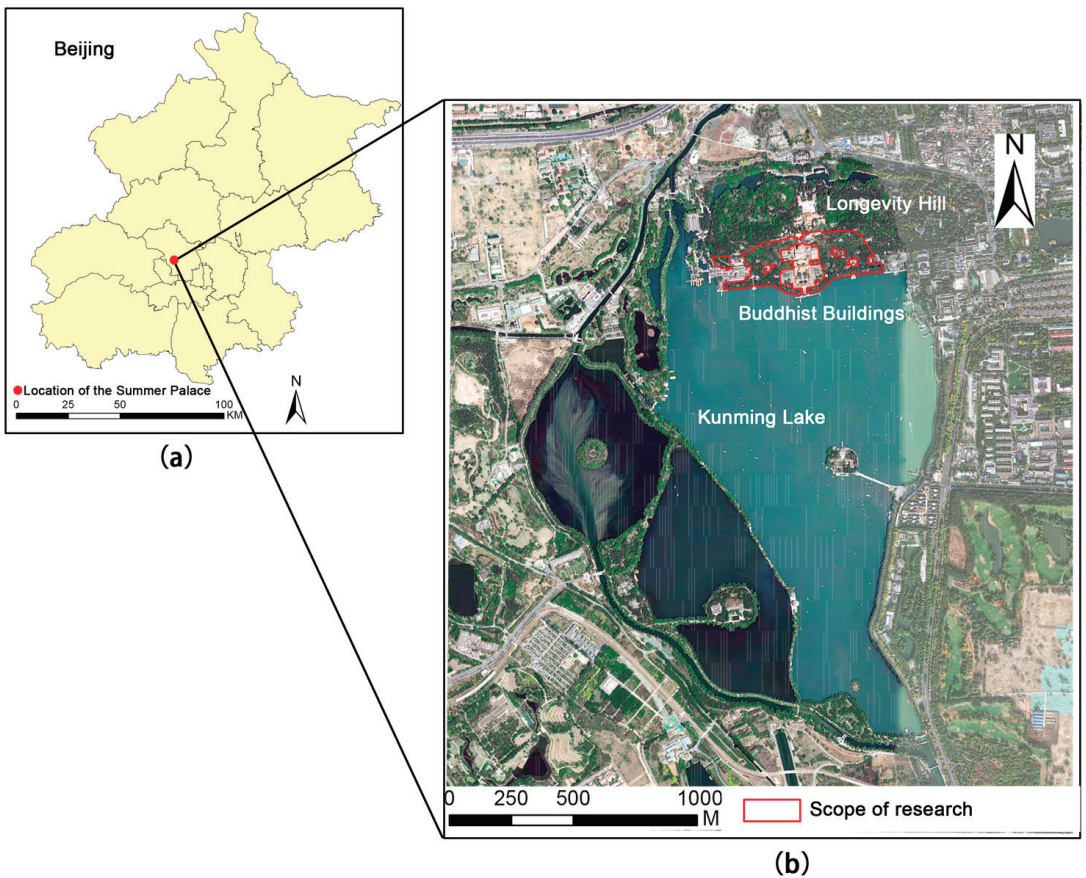 Beijing
Location of the Summer Palace
N
0 25 50 100
KM
(a)
N
Longevity Hill
Buddhist Buildings
Kunming Lake
0 250 500 1000
M
Scope of research
(b)